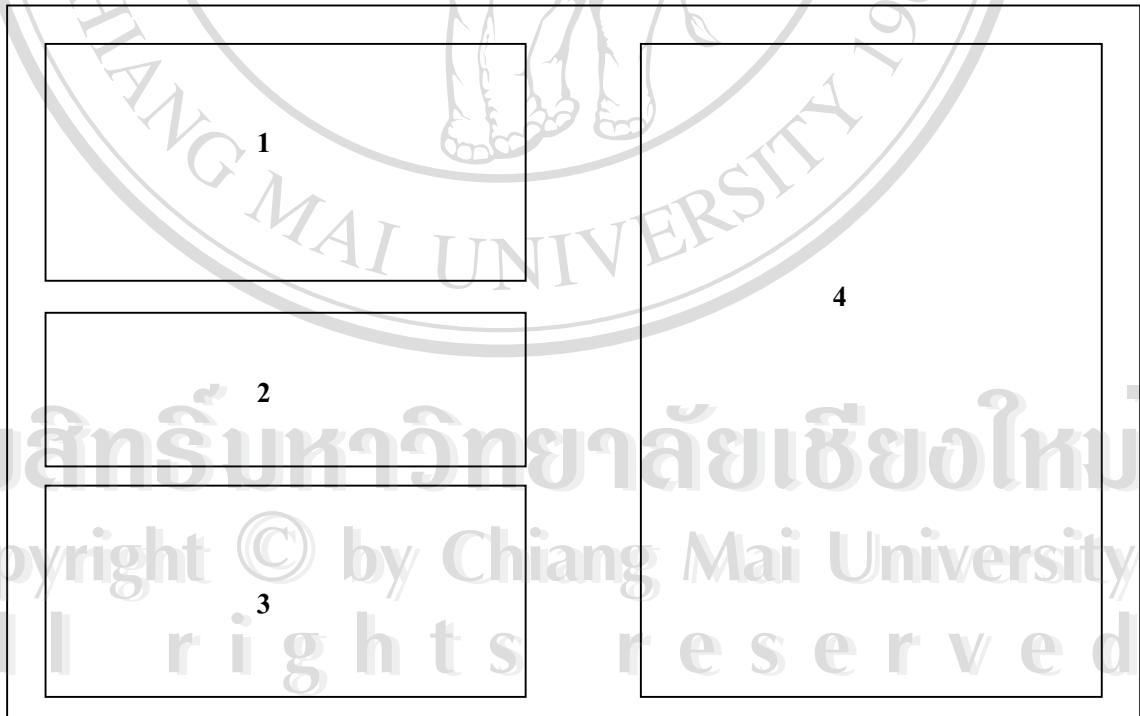 CHIANG MAI UNIVERSITY 19
1
2
3
4
ลิขสิทธิ์มหาวิทยาลัยเชียงใหม่
Copyright © by Chiang Mai University
All rights reserved